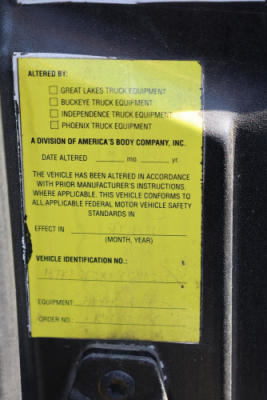 ALTERED BY:
GREAT LAKES TRUCK EQUIPMENT
BUCKEYE TRUCK EQUIPMENT
INDEPENDENCE TRUCK EQUIPMENT
PHOENIX TRUCK EQUIPMENT
A DIVISION OF AMERICA'S BODY COMPANY, INC.
DATE ALTERED mo. yr.
THE VEHICLE HAS BEEN ALTERED IN ACCORDANCE
WITH PRIOR MANUFACTURER'S INSTRUCTIONS,
WHERE APPLICABLE. THIS VEHICLE CONFORMS TO
ALL APPLICABLE FEDERAL MOTOR VEHICLE SAFETY
STANDARDS IN
EFFECT IN
(MONTH, YEAR)
VEHICLE IDENTIFICATION NO.:
EQUIPMENT
ORDER NO.: